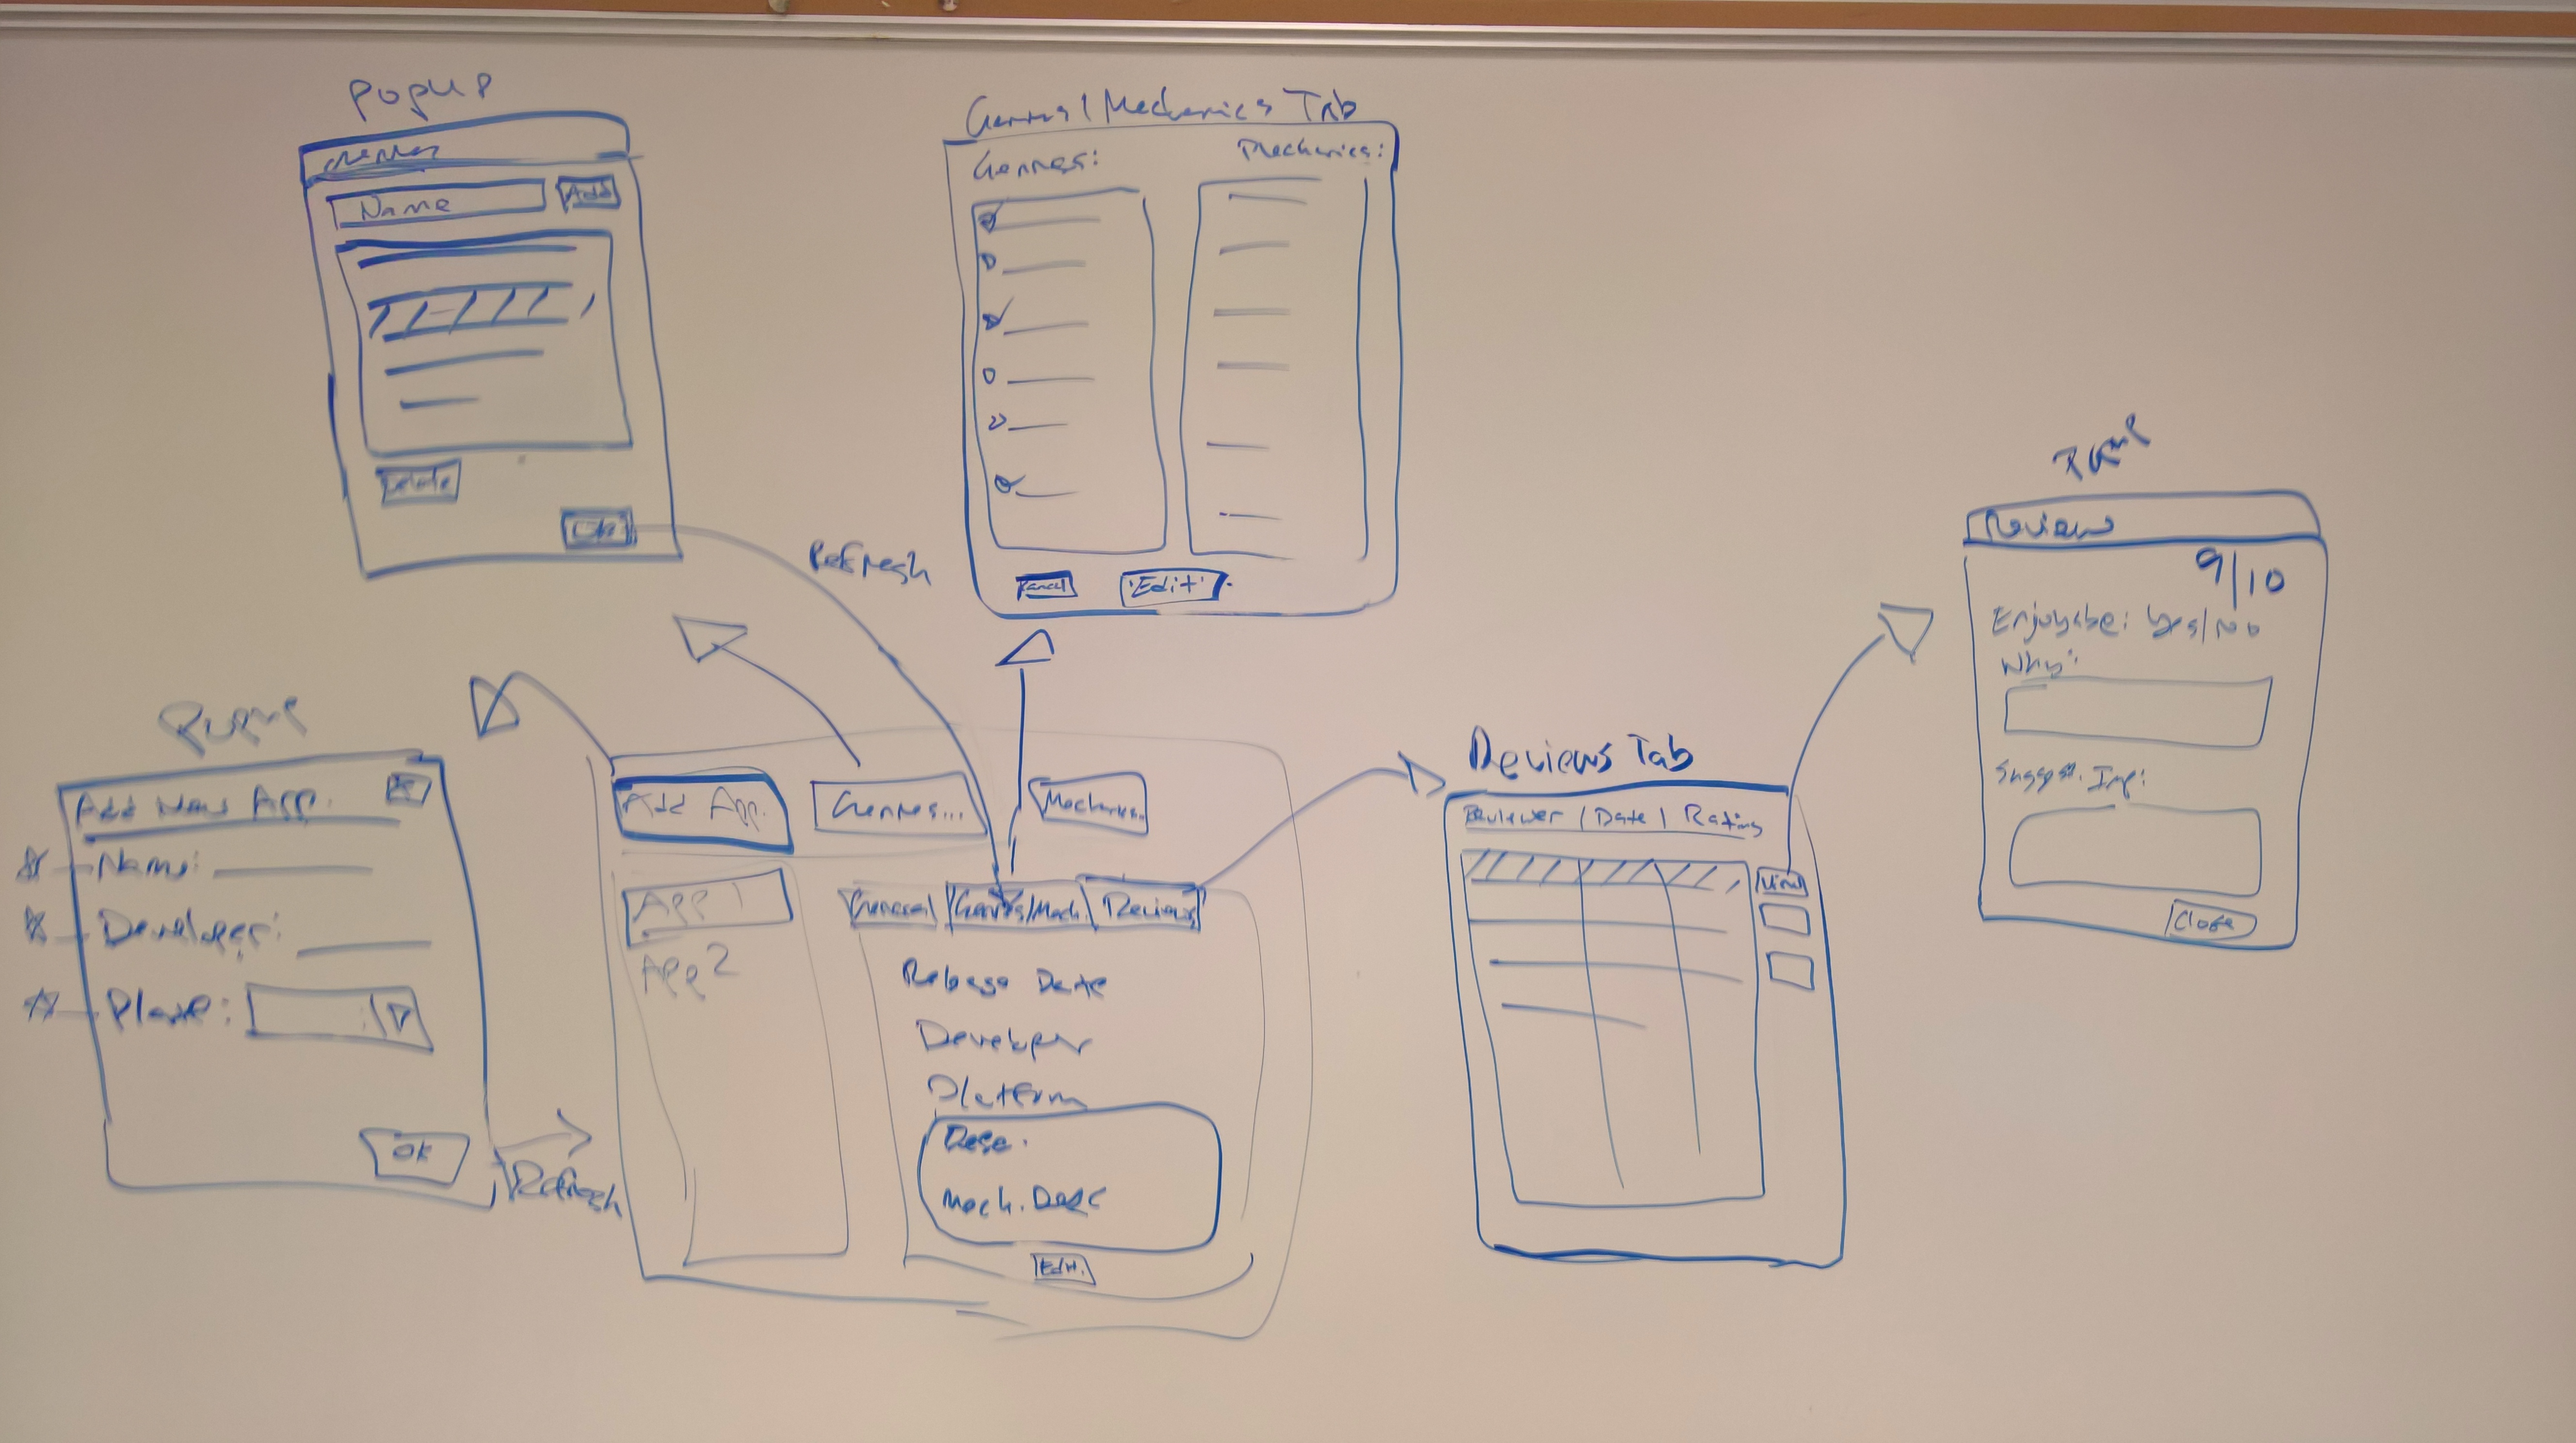 Popup
Genres
Name
Add
Delete
OK
Refresh
Genres/Mechanics Tab
Genres:
Mechanics:
Cancel
Edit
Popup
Add New App.
X
Name:
Developer:
Platf:
OK
Refresh
Add App.
Genres...
Mechanics..
App 1
App 2
General
Genres/Mech.
Reviews
Release Date
Developer
Platform
Desc.
Mech. Desc
Edit.
Reviews Tab
Reviewer | Date | Rating
View
Popup
Review
9/10
Enjoyable: Yes/No
Why:
Suggest. Imp:
Close